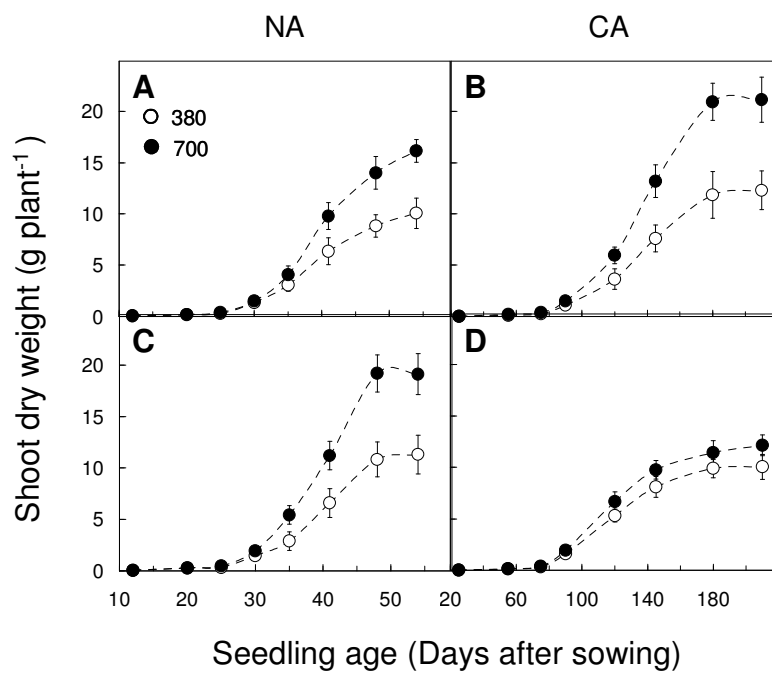 NA CA
A B
380
700
20
15
10
5
0
C D
20
15
10
5
0
10 20 30 40 50 20 60 100 140 180
Shoot dry weight (g plant⁻¹ )
Seedling age (Days after sowing)